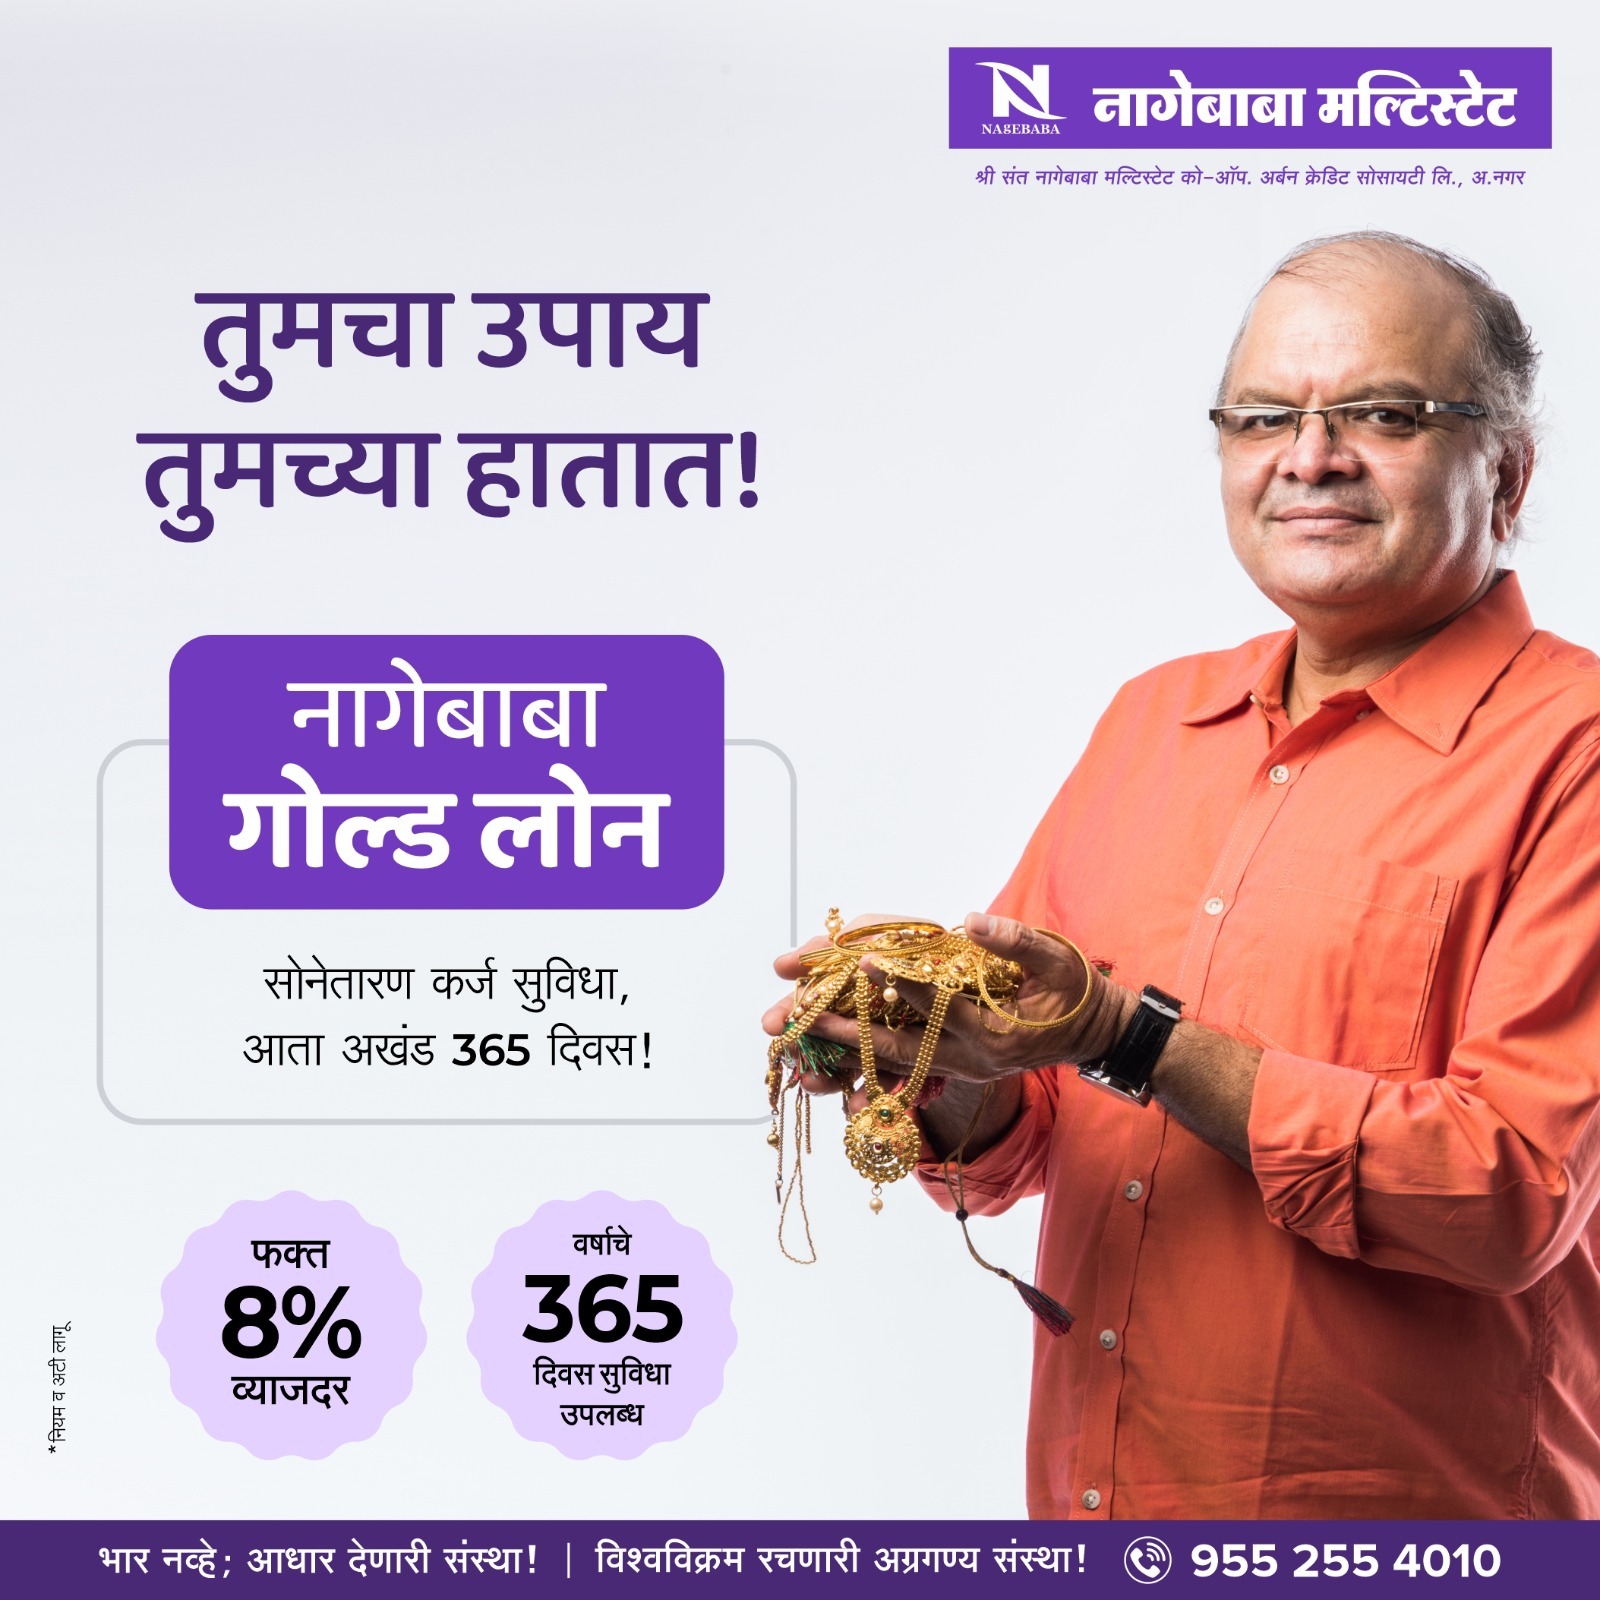 NAGEBABA
नागेबाबा मल्टिस्टेट
श्री संत नागेबाबा मल्टिस्टेट को-ऑप. अर्बन क्रेडिट सोसायटी लि., अ.नगर
तुमचा उपाय
तुमच्या हातात!
नागेबाबा
गोल्ड लोन
सोनेतारण कर्ज सुविधा,
आता अखंड 365 दिवस!
फक्त
8%
व्याजदर
वर्षाचे
365
दिवस सुविधा
उपलब्ध
*नियम व अटी लागू
भार नव्हे; आधार देणारी संस्था! | विश्वविक्रम रचणारी अग्रगण्य संस्था! 955 255 4010